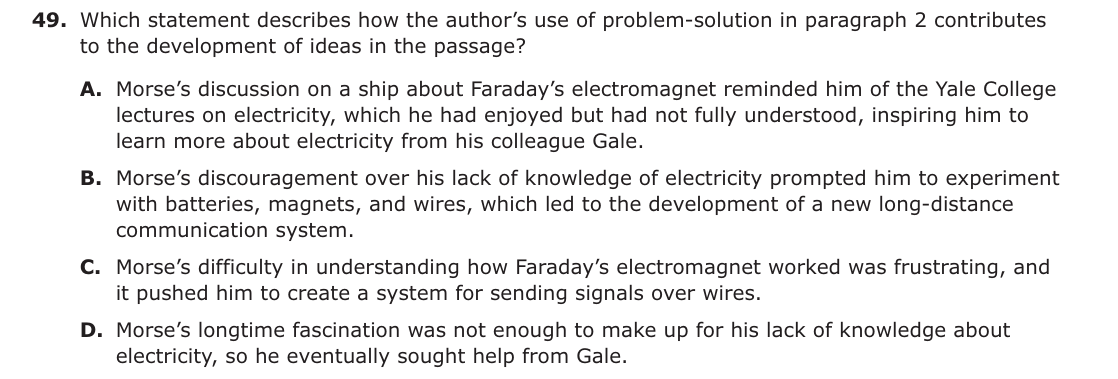 49. Which statement describes how the author’s use of problem-solution in paragraph 2 contributes
to the development of ideas in the passage?
A. Morse’s discussion on a ship about Faraday’s electromagnet reminded him of the Yale College
lectures on electricity, which he had enjoyed but had not fully understood, inspiring him to
learn more about electricity from his colleague Gale.
B. Morse’s discouragement over his lack of knowledge of electricity prompted him to experiment
with batteries, magnets, and wires, which led to the development of a new long-distance
communication system.
C. Morse’s difficulty in understanding how Faraday’s electromagnet worked was frustrating, and
it pushed him to create a system for sending signals over wires.
D. Morse’s longtime fascination was not enough to make up for his lack of knowledge about
electricity, so he eventually sought help from Gale.